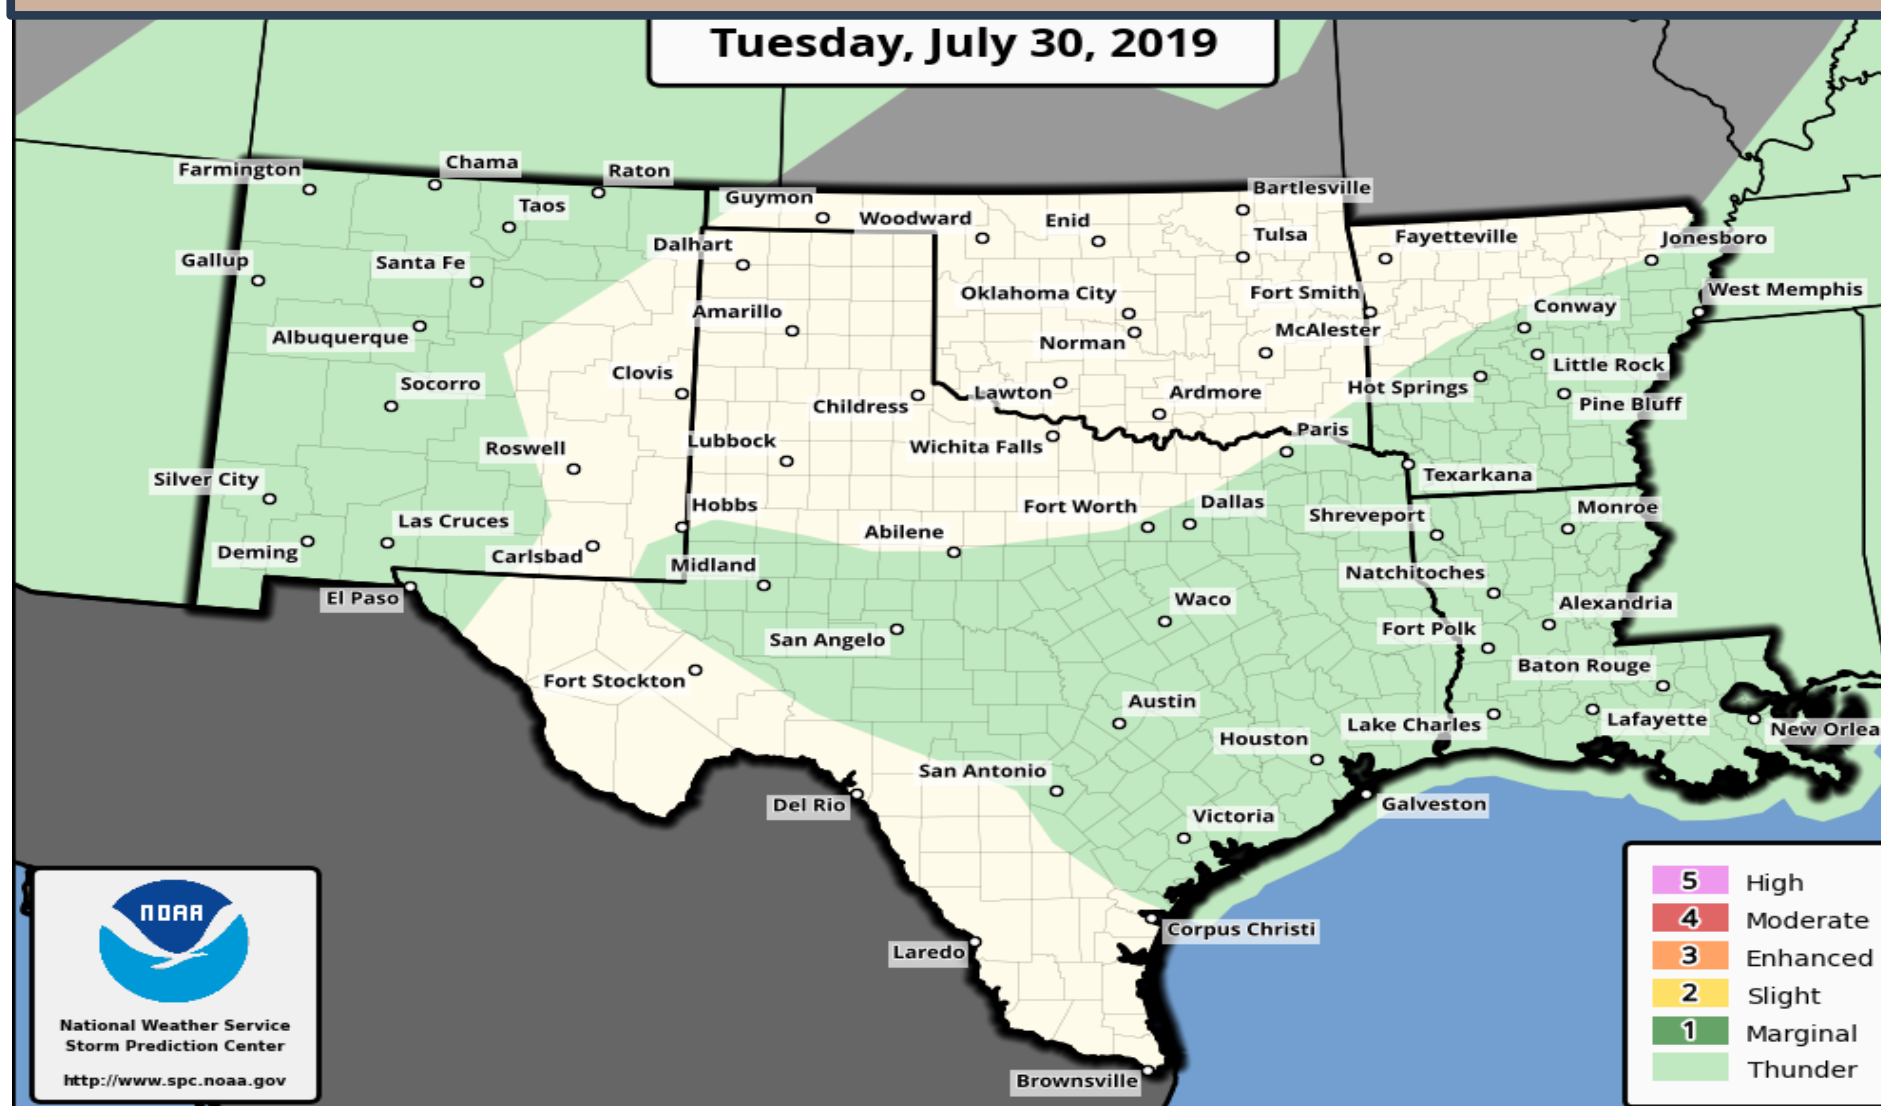 Tuesday, July 30, 2019
Farmington
Chama
Raton
Guymon
Bartlesville
Taos
Woodward
Enid
Tulsa
Fayetteville
Jonesboro
Dalhart
Gallup
Santa Fe
Oklahoma City
Fort Smith
West Memphis
Amarillo
Conway
Albuquerque
Norman
McAlester
Little Rock
Clovis
Socorro
Childress
Lawton
Ardmore
Hot Springs
Pine Bluff
Roswell
Lubbock
Wichita Falls
Paris
Silver City
Texarkana
Hobbs
Fort Worth
Dallas
Shreveport
Monroe
Las Cruces
Abilene
Deming
Carlsbad
Midland
Natchitoches
El Paso
Waco
Alexandria
San Angelo
Fort Polk
Fort Stockton
Baton Rouge
Austin
Lake Charles
Lafayette
New Orlea
Houston
San Antonio
Del Rio
Galveston
Victoria
Corpus Christi
Laredo
Brownsville
NOAA
National Weather Service
Storm Prediction Center
http://www.spc.noaa.gov
5 High
4 Moderate
3 Enhanced
2 Slight
1 Marginal
Thunder